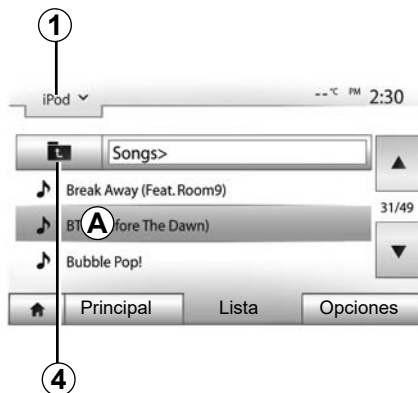 1
iPod --°C PM 2:30
Songs>
Break Away (Feat. Room9)
31/49
A fore The Dawn)
Bubble Pop!
Principal Lista Opciones
4